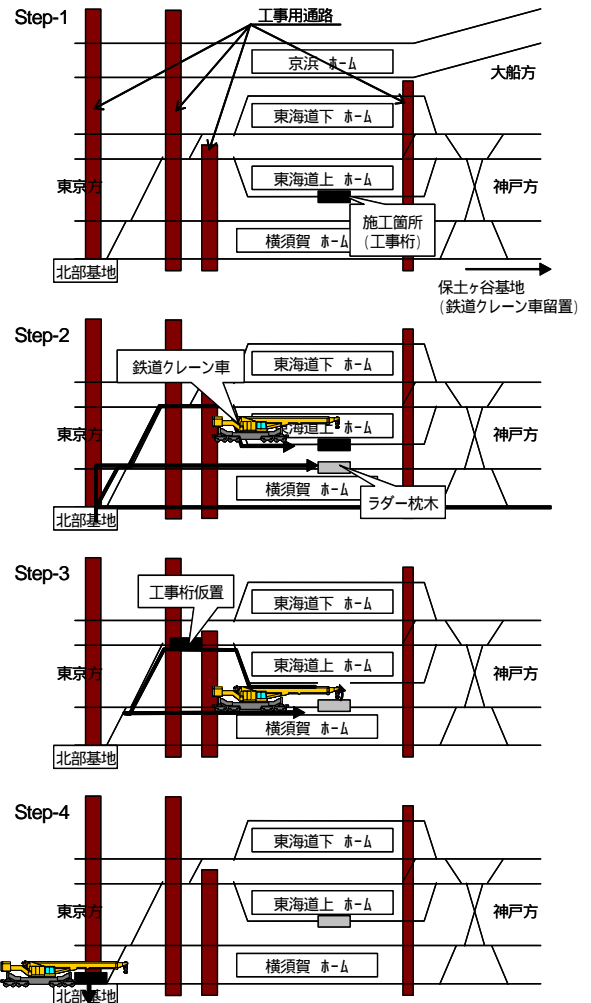 Step-1
工事用通路
京浜 ホーム
大船方
東海道下 ホーム
東京方
東海道上 ホーム
神戸方
施工箇所
(工事桁)
横須賀 ホーム
北部基地
保土ヶ谷基地
(鉄道クレーン車留置)
Step-2
鉄道クレーン車
東海道下 ホーム
東京方
東海道上 ホーム
神戸方
横須賀 ホーム
ラダー枕木
北部基地
Step-3
工事桁仮置
東海道下 ホーム
東京方
東海道上 ホーム
神戸方
横須賀 ホーム
北部基地
Step-4
東海道下 ホーム
東京方
東海道上 ホーム
神戸方
横須賀 ホーム
北部基地